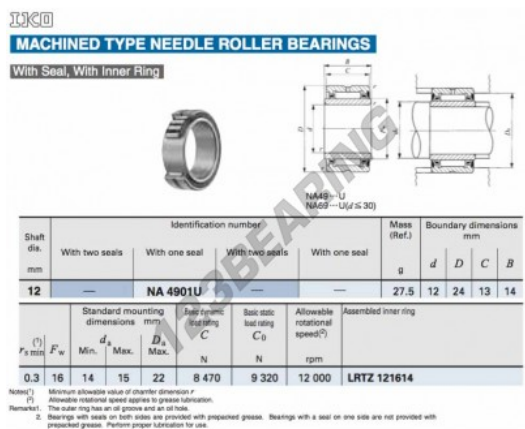 IKO
MACHINED TYPE NEEDLE ROLLER BEARINGS
With Seal, With Inner Ring
B
C
r
r
D
d
Fw
da
Da
NA49⋯U
NA69⋯U(d≦30)
123BEARING
Shaft dia. mm
Identification number
Mass (Ref.) g
Boundary dimensions mm
With two seals With one seal With two seals With one seal
d D C B
12 — NA 4901U — — 27.5 12 24 13 14
(¹) rs min Fw
Standard mounting dimensions mm
da Min. Max. Da Max.
Basic dynamic load rating C N
Basic static load rating C0 N
Allowable rotational speed(²) rpm
Assembled inner ring
0.3 16 14 15 22 8 470 9 320 12 000 LRTZ 121614
Notes(¹) Minimum allowable value of chamfer dimension r
(²) Allowable rotational speed applies to grease lubrication.
Remarks1. The outer ring has an oil groove and an oil hole.
2. Bearings with seals on both sides are provided with prepacked grease. Bearings with a seal on one side are not provided with
prepacked grease. Perform proper lubrication for use.